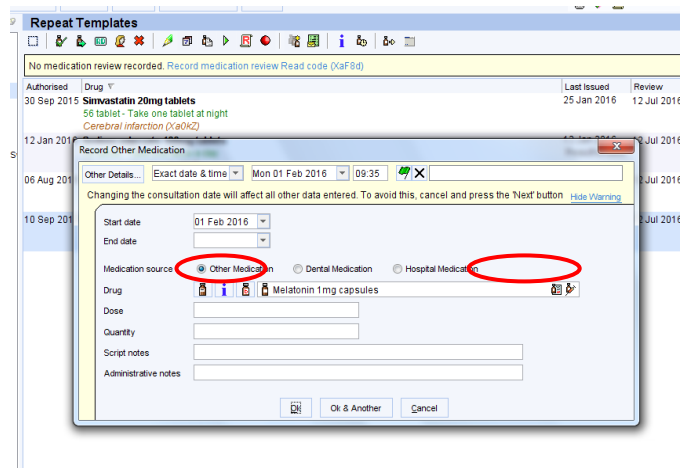 Repeat Templates
No medication review recorded. Record medication review Read code (XaF8d)
Authorised Drug Last Issued Review
30 Sep 2015 Simvastatin 20mg tablets 25 Jan 2016 12 Jul 2016
56 tablet - Take one tablet at night
Cerebral infarction (Xa0kZ)
12 Jan 2016 2 Jul 2016
Record Other Medication
06 Aug 201 2 Jul 2016
Other Details... Exact date & time Mon 01 Feb 2016 09:35
Changing the consultation date will affect all other data entered. To avoid this, cancel and press the 'Next' button Hide Warning
10 Sep 201 2 Jul 2016
Start date 01 Feb 2016
End date
Medication source Other Medication Dental Medication Hospital Medication
Drug Melatonin 1mg capsules
Dose
Quantity
Script notes
Administrative notes
Ok Ok & Another Cancel